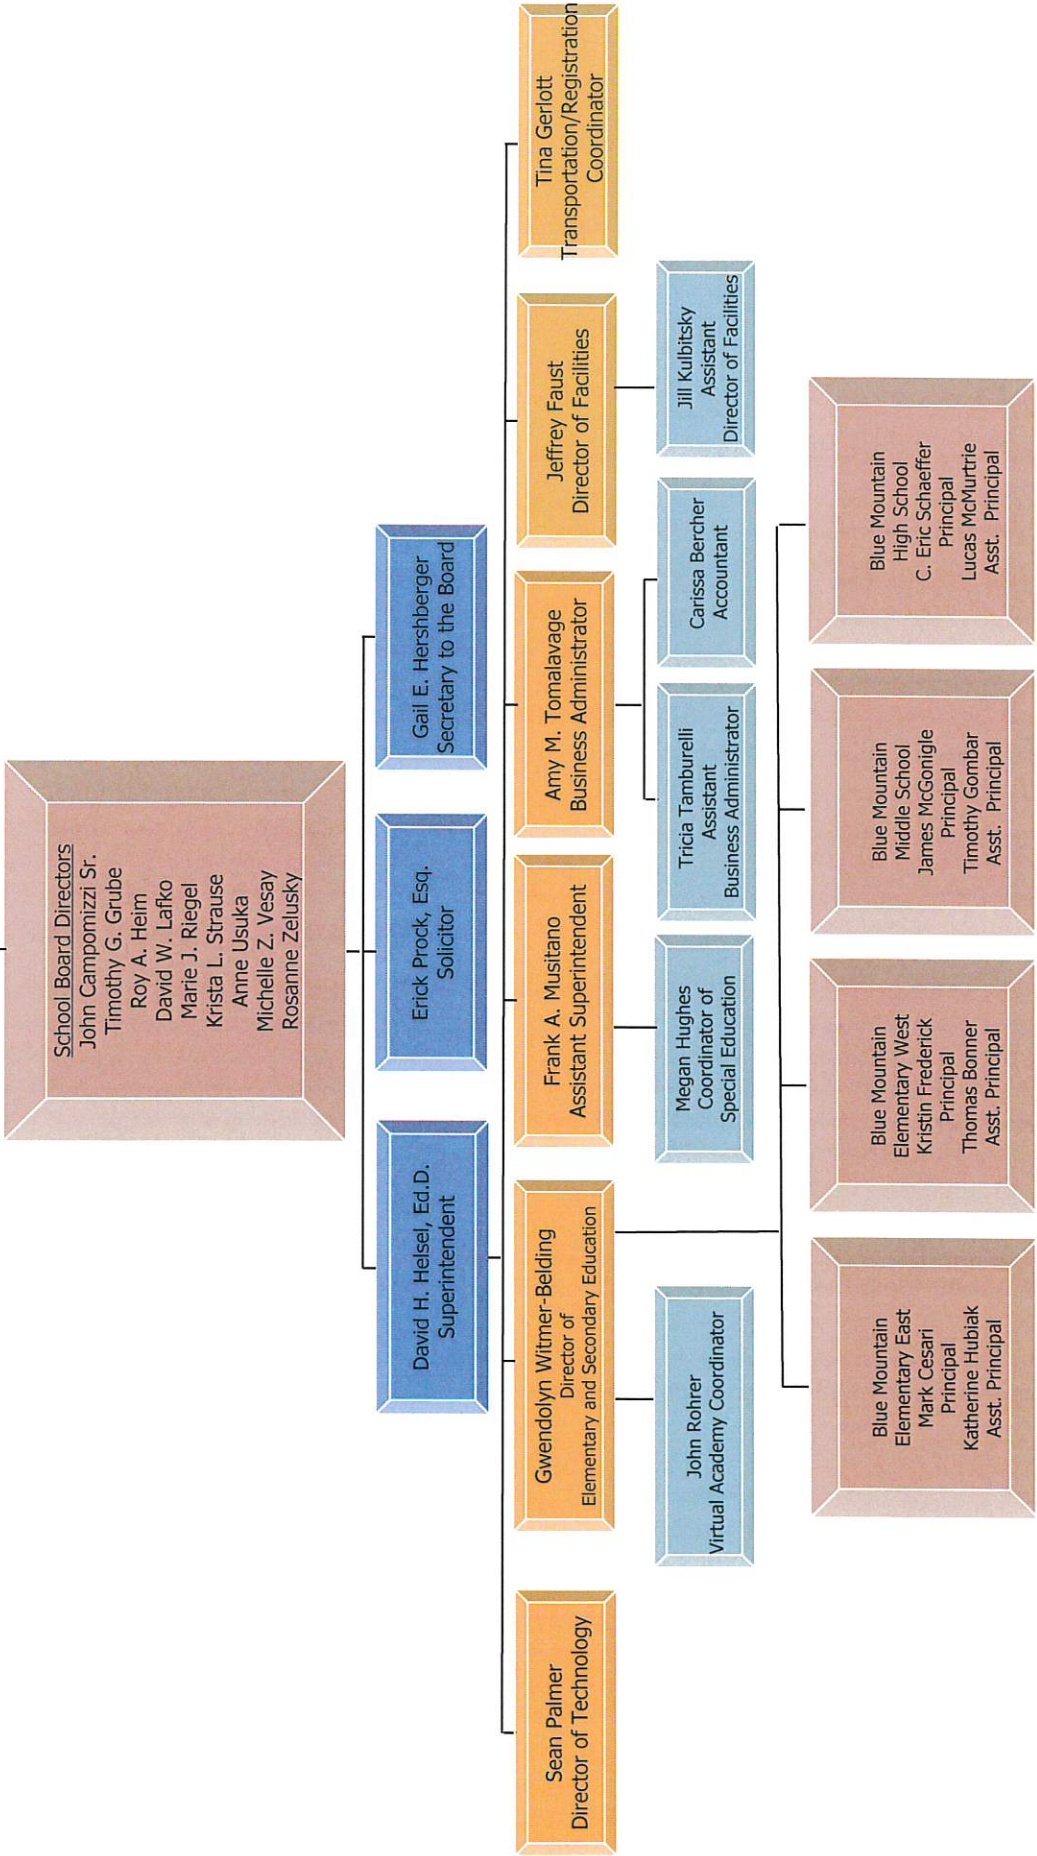 School Board Directors
John Campomizzi Sr.
Timothy G. Grube
Roy A. Heim
David W. Lafko
Marie J. Riegel
Krista L. Strause
Anne Usuka
Michelle Z. Vesay
Rosanne Zelusky
David H. Helsel, Ed.D.
Superintendent
Erick Prock, Esq.
Solicitor
Gail E. Hershberger
Secretary to the Board
Sean Palmer
Director of Technology
Gwendolyn Witmer-Belding
Director of
Elementary and Secondary Education
Frank A. Musitano
Assistant Superintendent
Amy M. Tomalavage
Business Administrator
Jeffrey Faust
Director of Facilities
Tina Gerlott
Transportation/Registration
Coordinator
John Rohrer
Virtual Academy Coordinator
Megan Hughes
Coordinator of
Special Education
Tricia Tamburelli
Assistant
Business Administrator
Carissa Bercher
Accountant
Jill Kulbitsky
Assistant
Director of Facilities
Blue Mountain
Elementary East
Mark Cesari
Principal
Katherine Hubiak
Asst. Principal
Blue Mountain
Elementary West
Kristin Frederick
Principal
Thomas Bonner
Asst. Principal
Blue Mountain
Middle School
James McGonigle
Principal
Timothy Gombar
Asst. Principal
Blue Mountain
High School
C. Eric Schaeffer
Principal
Lucas McMurtrie
Asst. Principal